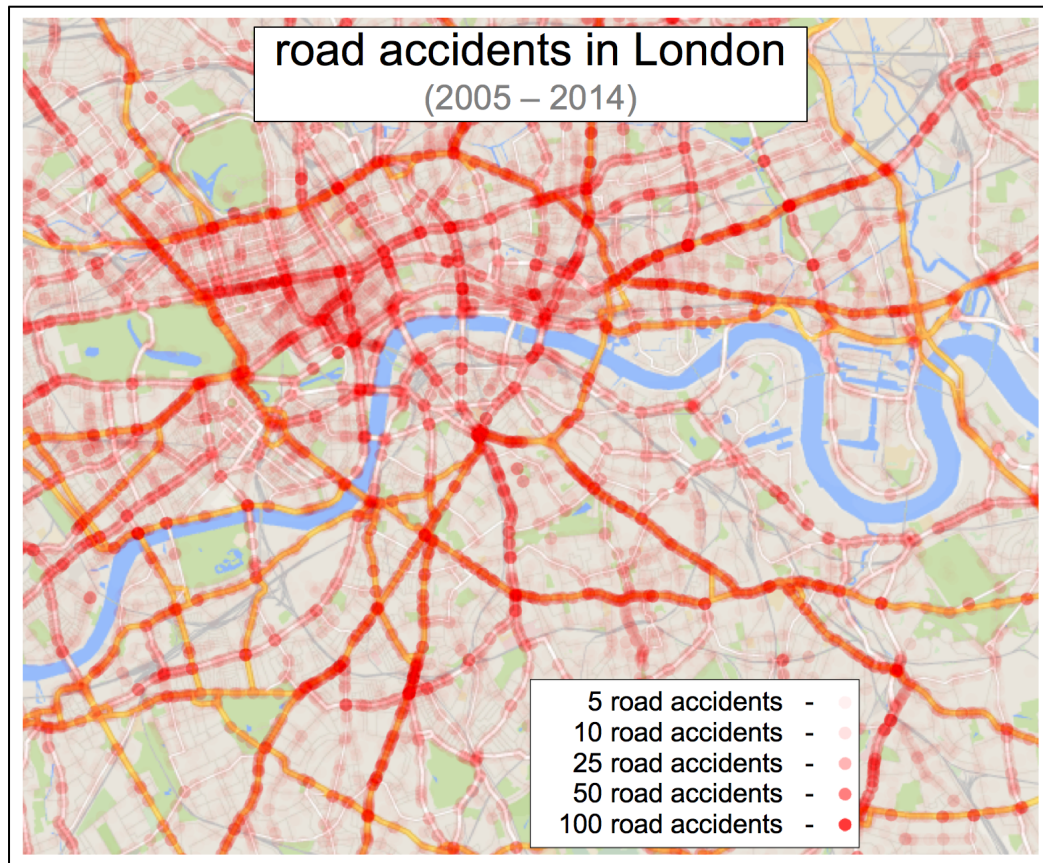 road accidents in London
(2005 – 2014)
5 road accidents -
10 road accidents -
25 road accidents -
50 road accidents -
100 road accidents -